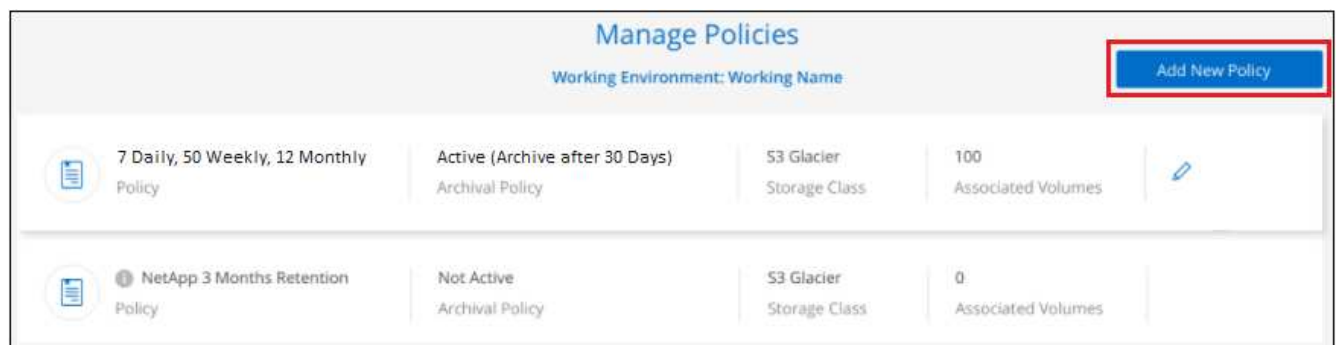 Manage Policies
Working Environment: Working Name
Add New Policy
7 Daily, 50 Weekly, 12 Monthly
Policy
Active (Archive after 30 Days)
Archival Policy
S3 Glacier
Storage Class
100
Associated Volumes
NetApp 3 Months Retention
Policy
Not Active
Archival Policy
S3 Glacier
Storage Class
0
Associated Volumes